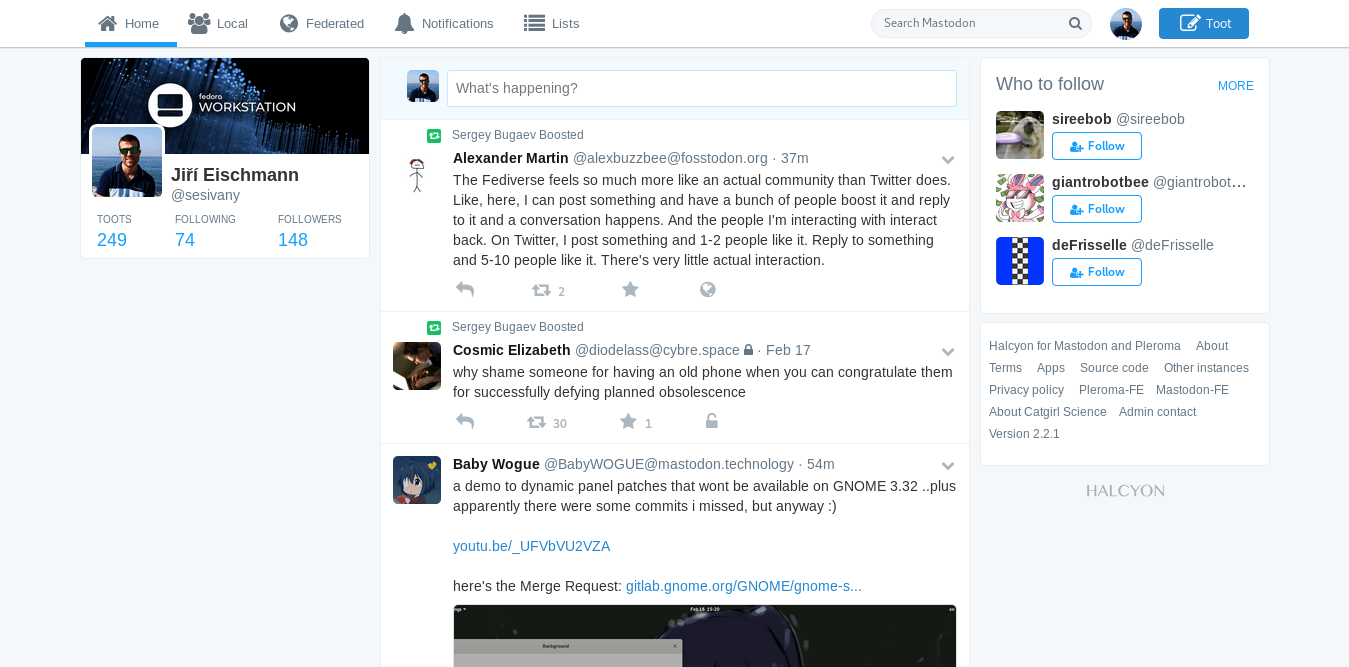 Home
Local
Federated
Notifications
Lists
Search Mastodon
Toot
fedora
WORKSTATION
Jiří Eischmann
@sesivany
TOOTS FOLLOWING FOLLOWERS
249 74 148
What's happening?
Sergey Bugaev Boosted
Alexander Martin @alexbuzzbee@fosstodon.org · 37m
The Fediverse feels so much more like an actual community than Twitter does.
Like, here, I can post something and have a bunch of people boost it and reply
to it and a conversation happens. And the people I'm interacting with interact
back. On Twitter, I post something and 1-2 people like it. Reply to something
and 5-10 people like it. There's very little actual interaction.
2
Sergey Bugaev Boosted
Cosmic Elizabeth @diodelass@cybre.space · Feb 17
why shame someone for having an old phone when you can congratulate them
for successfully defying planned obsolescence
30 1
Baby Wogue @BabyWOGUE@mastodon.technology · 54m
a demo to dynamic panel patches that wont be available on GNOME 3.32 ..plus
apparently there were some commits i missed, but anyway :)
youtu.be/_UFVbVU2VZA
here's the Merge Request: gitlab.gnome.org/GNOME/gnome-s...
Feb 18 15:20
Background
Who to follow MORE
sireebob @sireebob
Follow
giantrobotbee @giantrobot…
Follow
deFrisselle @deFrisselle
Follow
Halcyon for Mastodon and Pleroma About
Terms Apps Source code Other instances
Privacy policy Pleroma-FE Mastodon-FE
About Catgirl Science Admin contact
Version 2.2.1
HALCYON